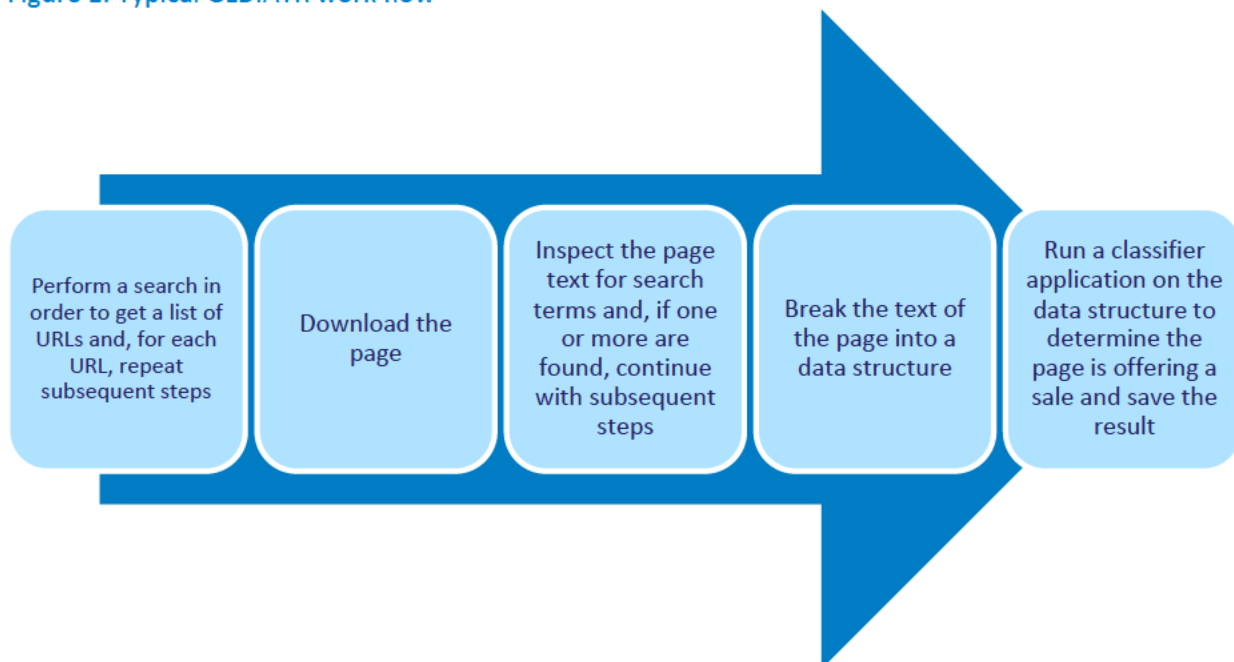 Perform a search in
order to get a list of
URLs and, for each
URL, repeat
subsequent steps
Download the
page
Inspect the page
text for search
terms and, if one
or more are
found, continue
with subsequent
steps
Break the text of
the page into a
data structure
Run a classifier
application on the
data structure to
determine the
page is offering a
sale and save the
result